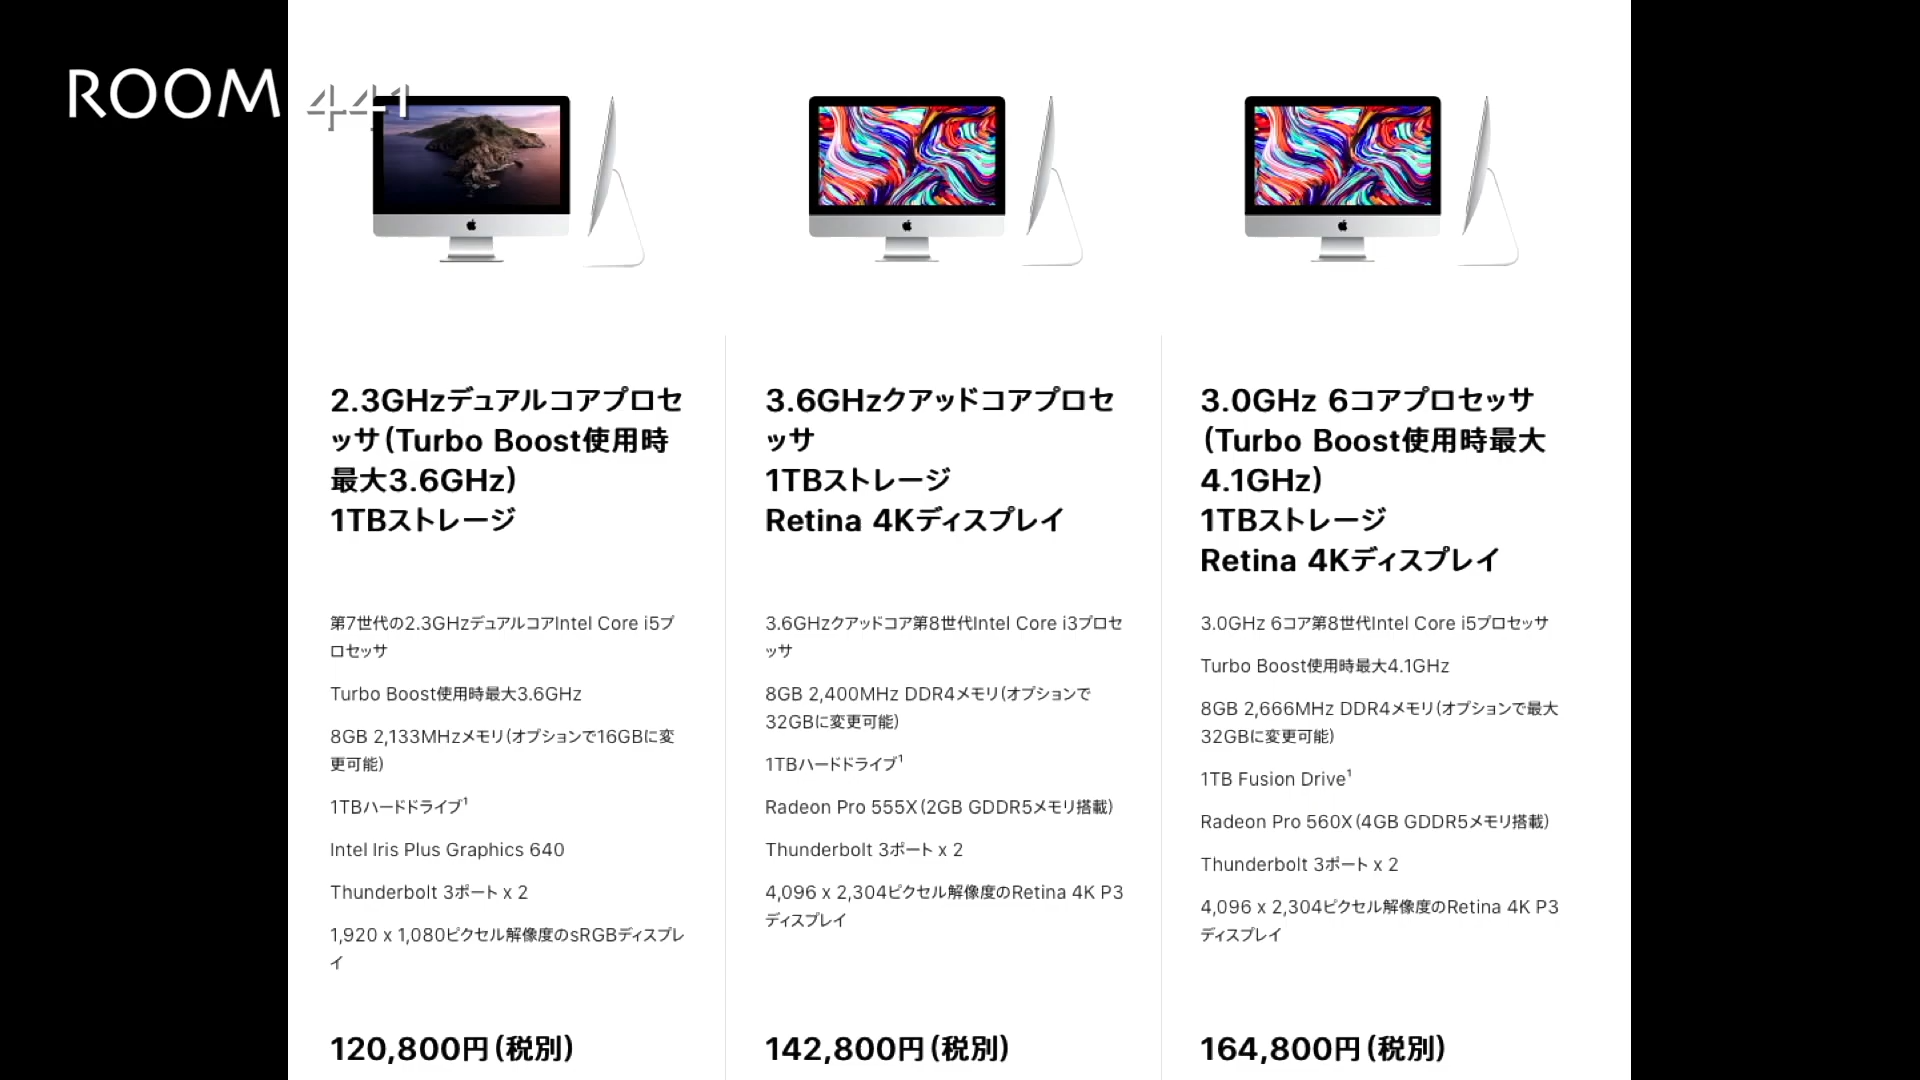 ROOM 441
2.3GHzデュアルコアプロセ
ッサ(Turbo Boost使用時
最大3.6GHz)
1TBストレージ
第7世代の2.3GHzデュアルコアIntel Core i5プ
ロセッサ
Turbo Boost使用時最大3.6GHz
8GB 2,133MHzメモリ(オプションで16GBに変
更可能)
1TBハードドライブ¹
Intel Iris Plus Graphics 640
Thunderbolt 3ポート x 2
1,920 x 1,080ピクセル解像度のsRGBディスプレ
イ
120,800円(税別)
3.6GHzクアッドコアプロセ
ッサ
1TBストレージ
Retina 4Kディスプレイ
3.6GHzクアッドコア第8世代Intel Core i3プロセ
ッサ
8GB 2,400MHz DDR4メモリ(オプションで
32GBに変更可能)
1TBハードドライブ¹
Radeon Pro 555X(2GB GDDR5メモリ搭載)
Thunderbolt 3ポート x 2
4,096 x 2,304ピクセル解像度のRetina 4K P3
ディスプレイ
142,800円(税別)
3.0GHz 6コアプロセッサ
(Turbo Boost使用時最大
4.1GHz)
1TBストレージ
Retina 4Kディスプレイ
3.0GHz 6コア第8世代Intel Core i5プロセッサ
Turbo Boost使用時最大4.1GHz
8GB 2,666MHz DDR4メモリ(オプションで最大
32GBに変更可能)
1TB Fusion Drive¹
Radeon Pro 560X(4GB GDDR5メモリ搭載)
Thunderbolt 3ポート x 2
4,096 x 2,304ピクセル解像度のRetina 4K P3
ディスプレイ
164,800円(税別)